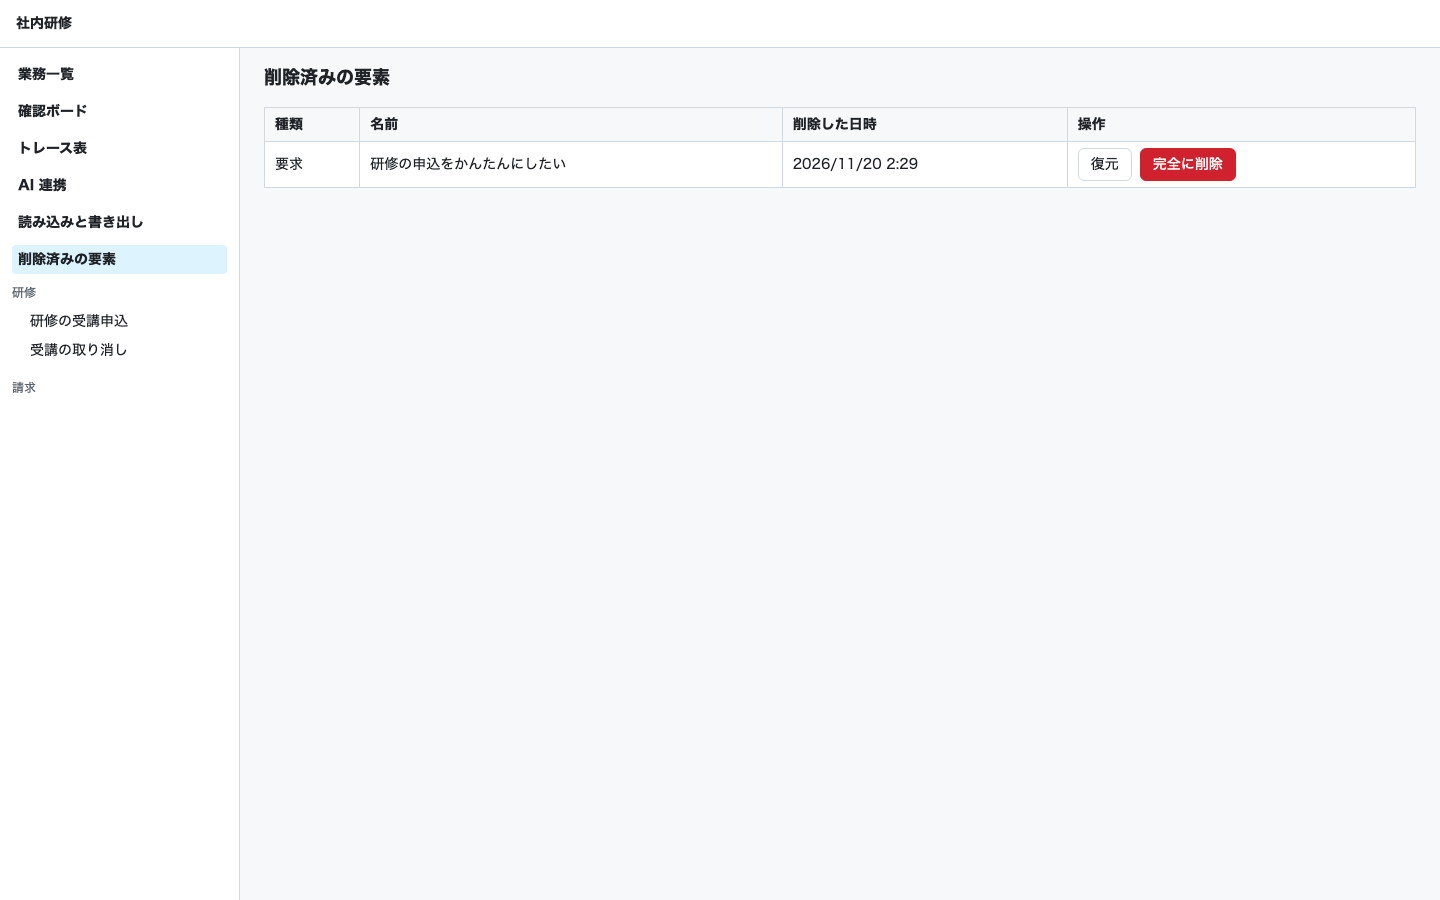 社内研修
業務一覧
確認ボード
トレース表
AI 連携
読み込みと書き出し
削除済みの要素
研修
研修の受講申込
受講の取り消し
請求
削除済みの要素
種類 名前 削除した日時 操作
要求 研修の申込をかんたんにしたい 2026/11/20 2:29 復元 完全に削除